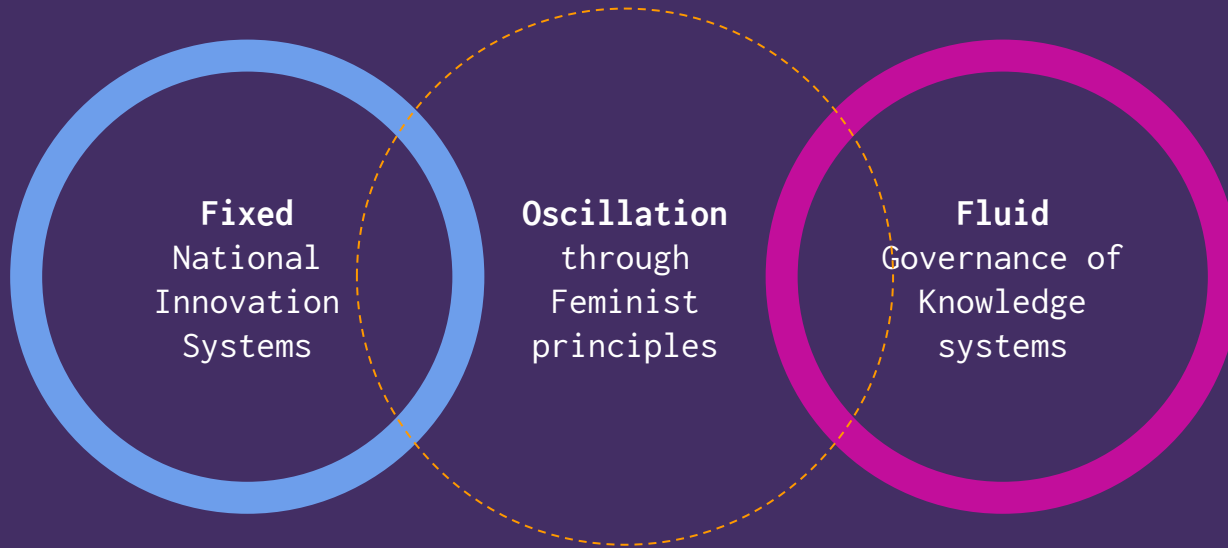 Fixed
National
Innovation
Systems
Oscillation
through
Feminist
principles
Fluid
Governance of
Knowledge
systems